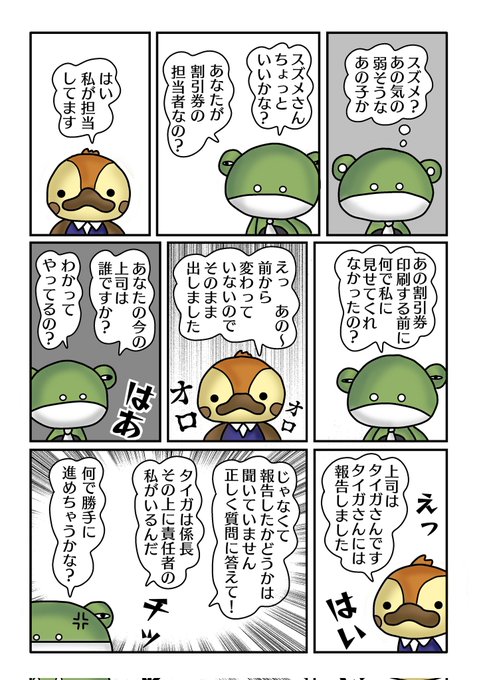 スズメ?
あの気の
弱そうな
あの子か
スズメさん
ちょっと
いいかな?
あなたが
割引券の
担当者なの?
はい
私が担当
してます
あの割引券
印刷する前に
何で私に
見せてくれ
なかったの?
えっ あの~
前から
変わって
いないので
そのまま
出しました
オロ
オロ
あなたの今の
上司は
誰ですか?
わかって
やってるの?
はあ
えっ
上司は
タイガさんです
タイガさんには
報告しました
はい
じゃなくて
報告したかどうかは
聞いていません
正しく質問に答えて!
タイガは係長
その上に責任者の
私がいるんだ
何で勝手に
進めちゃうかな?
チッ